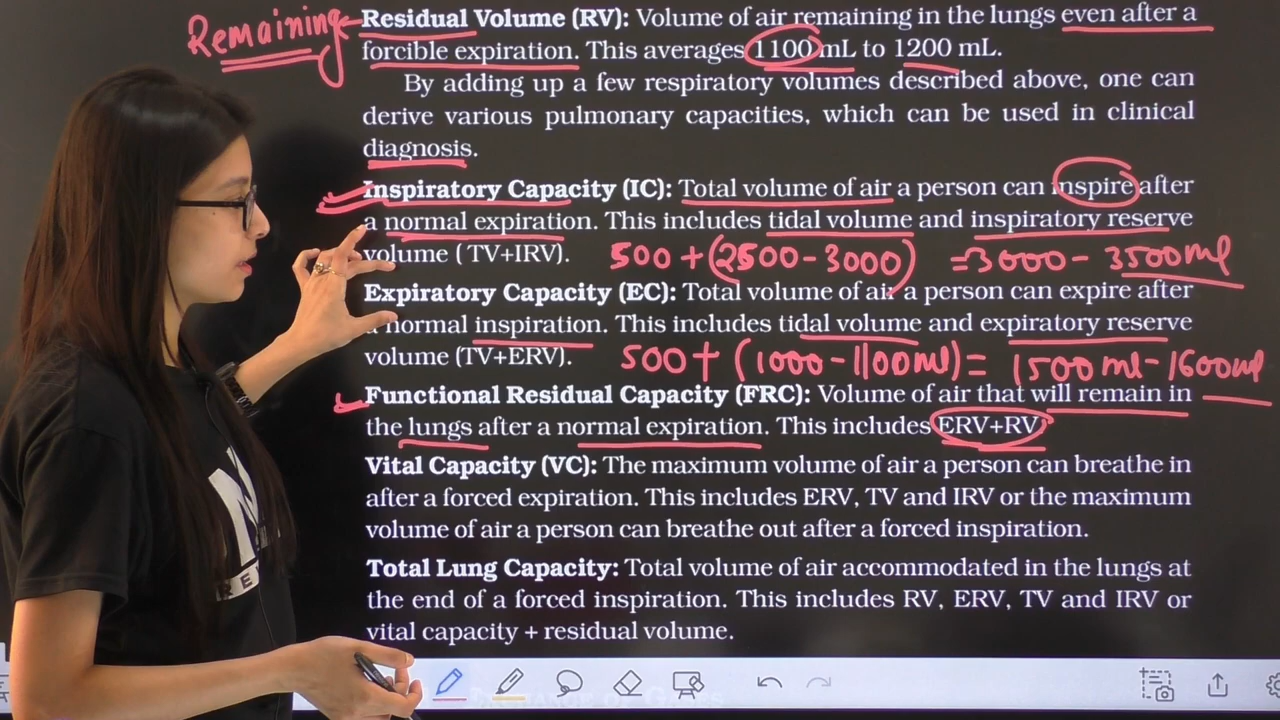 Remaining
Residual Volume (RV): Volume of air remaining in the lungs even after a
forcible expiration. This averages 1100 mL to 1200 mL.
By adding up a few respiratory volumes described above, one can
derive various pulmonary capacities, which can be used in clinical
diagnosis.
Inspiratory Capacity (IC): Total volume of air a person can inspire after
a normal expiration. This includes tidal volume and inspiratory reserve
volume ( TV+IRV).
500 + (2500 - 3000) = 3000 - 3500ml
Expiratory Capacity (EC): Total volume of air a person can expire after
a normal inspiration. This includes tidal volume and expiratory reserve
volume (TV+ERV).
500 + (1000 - 1100ml) = 1500 ml - 1600ml
Functional Residual Capacity (FRC): Volume of air that will remain in
the lungs after a normal expiration. This includes ERV+RV
Vital Capacity (VC): The maximum volume of air a person can breathe in
after a forced expiration. This includes ERV, TV and IRV or the maximum
volume of air a person can breathe out after a forced inspiration.
Total Lung Capacity: Total volume of air accommodated in the lungs at
the end of a forced inspiration. This includes RV, ERV, TV and IRV or
vital capacity + residual volume.